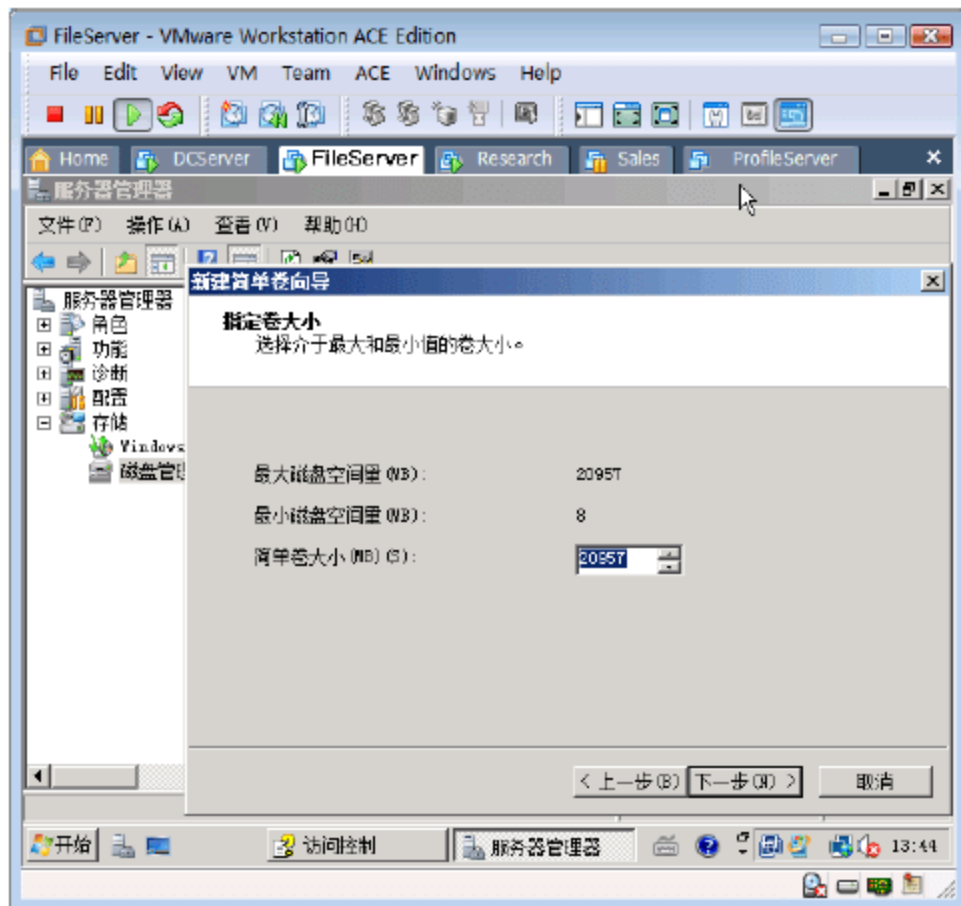 FileServer - VMware Workstation ACE Edition
File Edit View VM Team ACE Windows Help
Home DCServer FileServer Research Sales ProfileServer
服务器管理器
文件(F) 操作(A) 查看(V) 帮助(H)
新建简单卷向导
服务器管理器
指定卷大小
角色
选择介于最大和最小值的卷大小。
功能
诊断
配置
存储
Windows
磁盘管理
最大磁盘空间量(MB): 20957
最小磁盘空间量(MB): 8
简单卷大小(MB)(S): 20957
< 上一步(B) 下一步(N) > 取消
开始 访问控制 服务器管理器 13:44